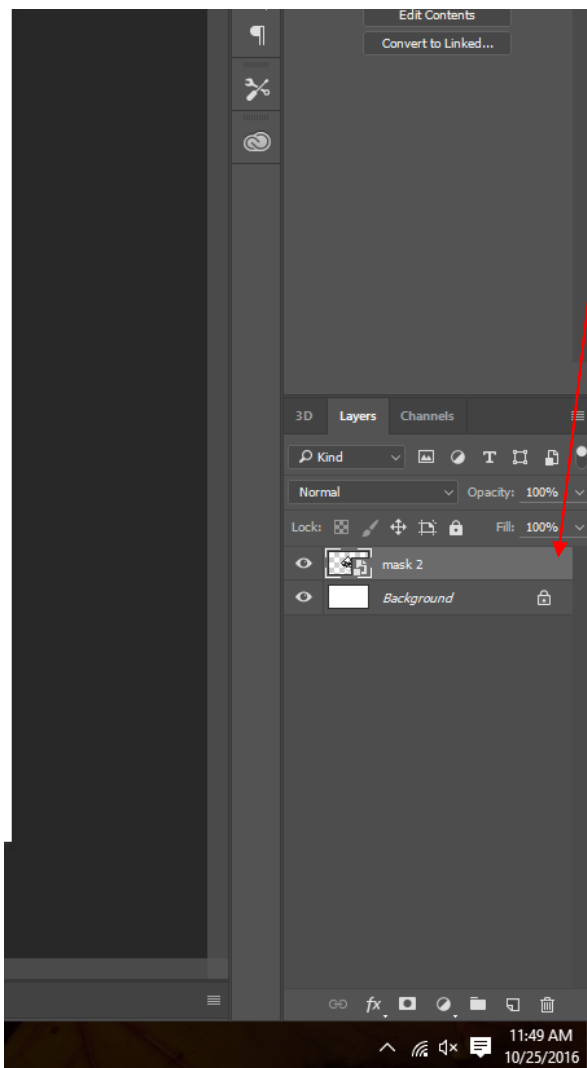 Edit Contents
Convert to Linked...
3D Layers Channels
Kind
Normal Opacity: 100%
Lock: Fill: 100%
mask 2
Background
fx
11:49 AM
10/25/2016